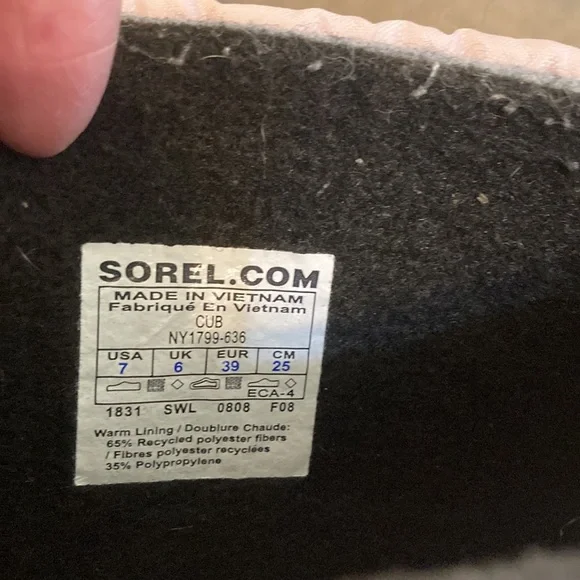 SOREL.COM
MADE IN VIETNAM
Fabriqué En Vietnam
CUB
NY1799-636
USA UK EUR CM
7 6 39 25
ECA-4
1831 SWL 0808 F08
Warm Lining / Doublure Chaude:
65% Recycled polyester fibers
/ Fibres polyester recyclées
35% Polypropylene